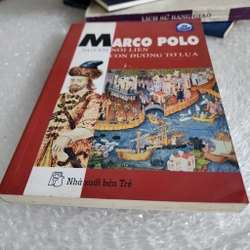 LỊCH SỬ BANG GIAO
MARCO POLO
NGƯỜI NỐI LIỀN
CON ĐƯỜNG TƠ LỤA
Nhà xuất bản Trẻ